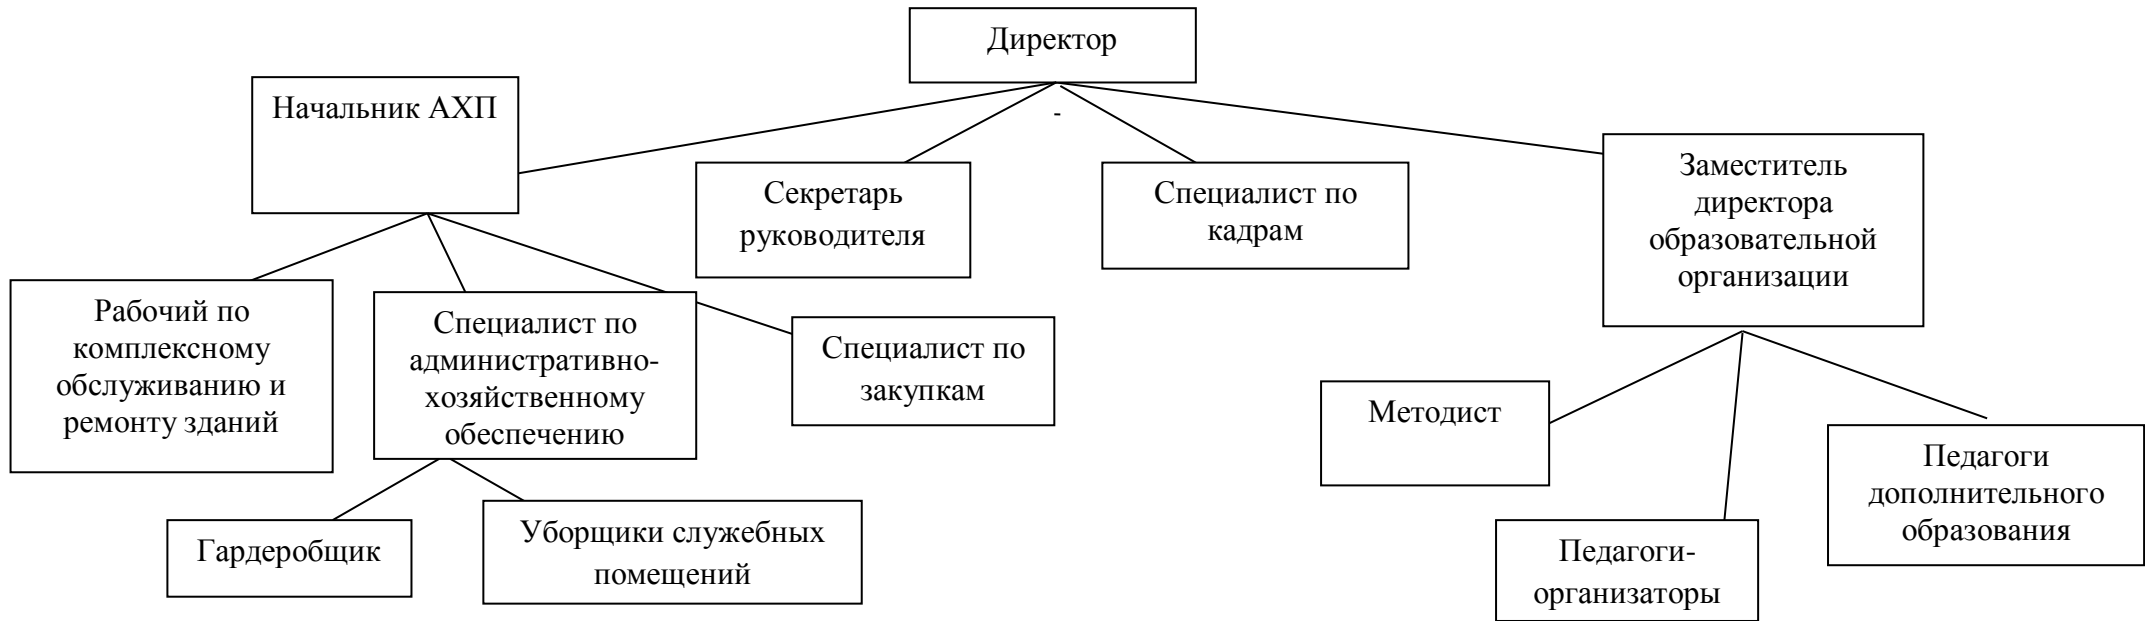 Директор
Начальник АХП
-
Секретарь
руководителя
Специалист по
кадрам
Заместитель
директора
образовательной
организации
Рабочий по
комплексному
обслуживанию и
ремонту зданий
Специалист по
административно-
хозяйственному
обеспечению
Специалист по
закупкам
Методист
Педагоги
дополнительного
образования
Гардеробщик
Уборщики служебных
помещений
Педагоги-
организаторы